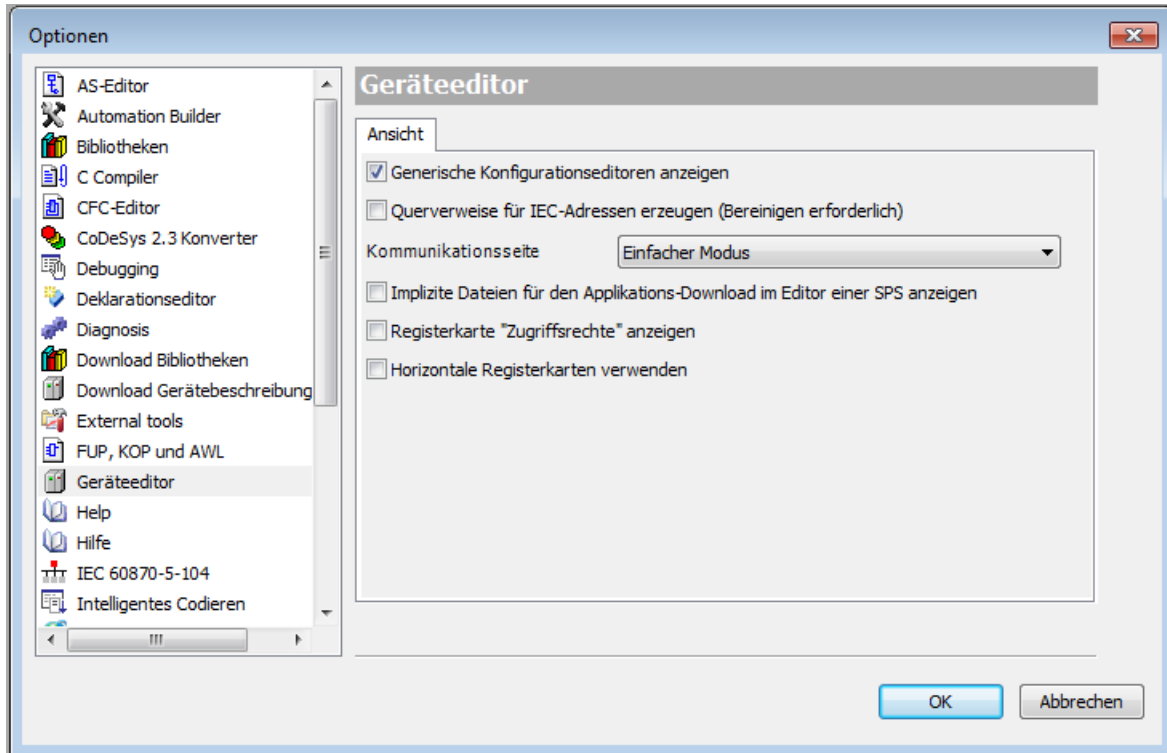 Optionen
AS-Editor
Automation Builder
Bibliotheken
C Compiler
CFC-Editor
CoDeSys 2.3 Konverter
Debugging
Deklarationseditor
Diagnosis
Download Bibliotheken
Download Gerätebeschreibung
External tools
FUP, KOP und AWL
Geräteeditor
Help
Hilfe
IEC 60870-5-104
Intelligentes Codieren
Geräteeditor
Ansicht
Generische Konfigurationseditoren anzeigen
Querverweise für IEC-Adressen erzeugen (Bereinigen erforderlich)
Kommunikationsseite Einfacher Modus
Implizite Dateien für den Applikations-Download im Editor einer SPS anzeigen
Registerkarte "Zugriffsrechte" anzeigen
Horizontale Registerkarten verwenden
OK Abbrechen